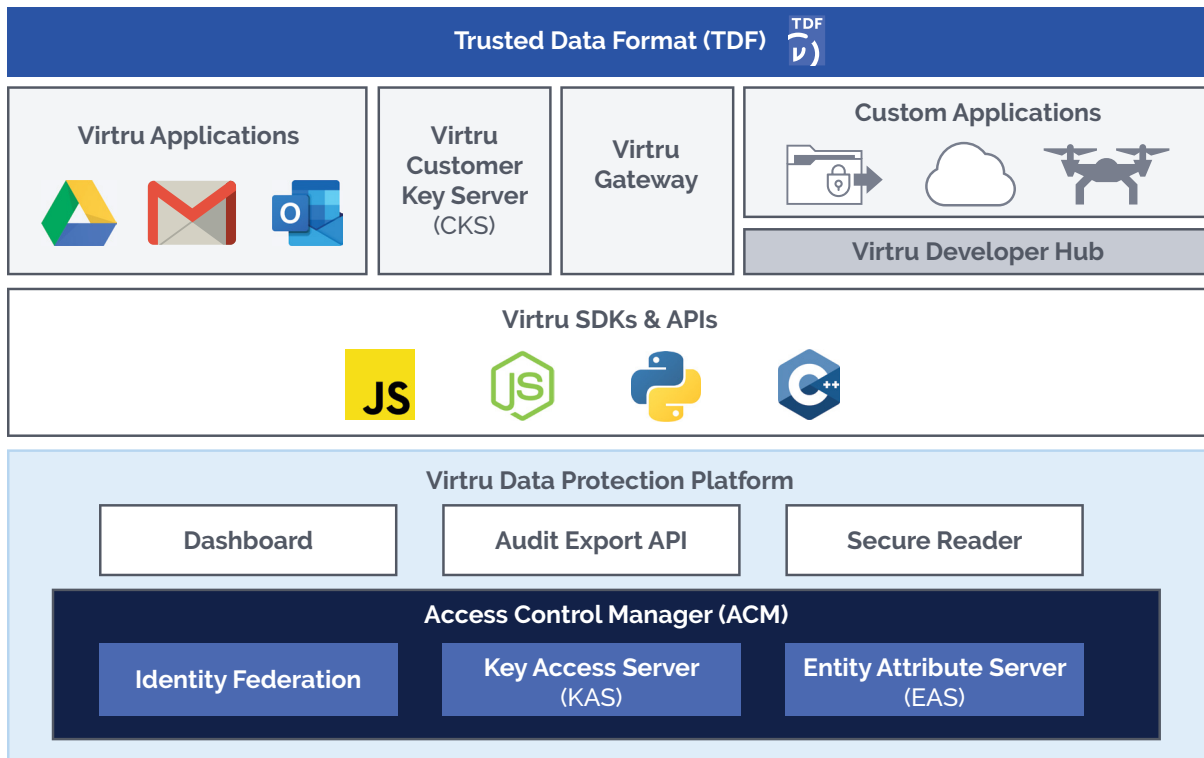 Trusted Data Format (TDF)
TDF
Virtru Applications
O
Virtru
Customer
Key Server
(CKS)
Virtru
Gateway
Custom Applications
Virtru Developer Hub
Virtru SDKs & APIs
JS
JS
C++
Virtru Data Protection Platform
Dashboard
Audit Export API
Secure Reader
Access Control Manager (ACM)
Identity Federation
Key Access Server
(KAS)
Entity Attribute Server
(EAS)